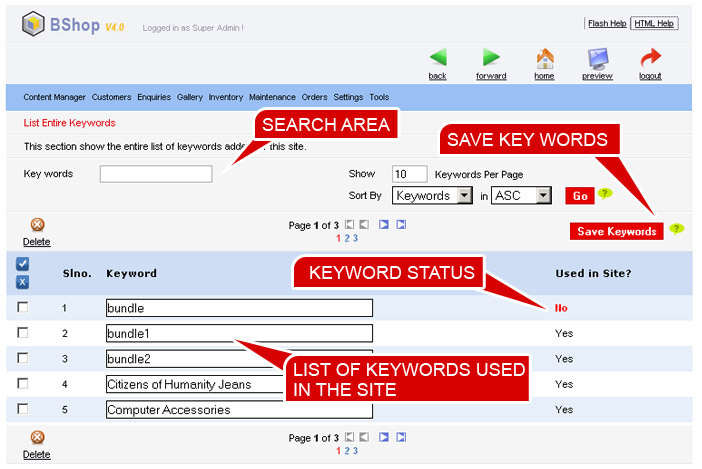 BShop V4.0 Logged in as Super Admin !
Flash Help HTML Help
back forward home preview logout
Content Manager Customers Enquiries Gallery Inventory Maintenance Orders Settings Tools
List Entire Keywords
SEARCH AREA
SAVE KEY WORDS
This section show the entire list of keywords adde this site.
Key words Show 10 Keywords Per Page
Sort By Keywords in ASC Go ?
Delete Page 1 of 3
1 2 3
Save Keywords ?
X Slno. Keyword KEYWORD STATUS Used in Site?
1 bundle No
2 bundle1 Yes
3 bundle2 Yes
LIST OF KEYWORDS USED
IN THE SITE
4 Citizens of Humanity Jeans Yes
5 Computer Accessories Yes
Delete Page 1 of 3
1 2 3